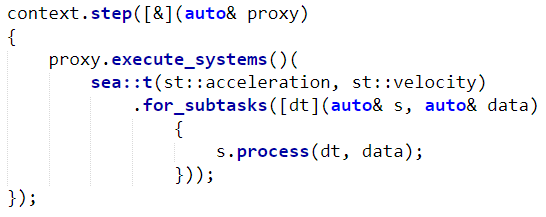 context.step([&](auto& proxy)
{
    proxy.execute_systems()(
        sea::t(st::acceleration, st::velocity)
            .for_subtasks([dt](auto& s, auto& data)
                {
                    s.process(dt, data);
                }));
});